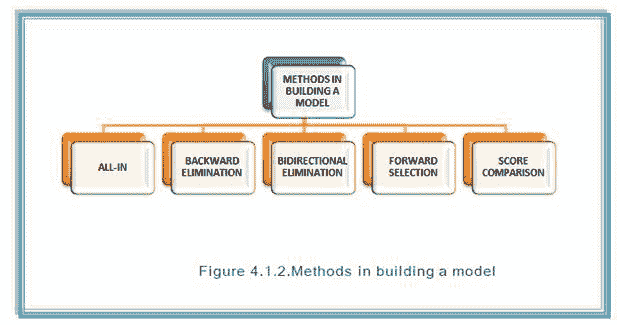 METHODS IN
BUILDING A
MODEL
ALL-IN
BACKWARD
ELIMINATION
BIDIRECTIONAL
ELIMINATION
FORWARD
SELECTION
SCORE
COMPARISON
Figure 4.1.2.Methods in building a model